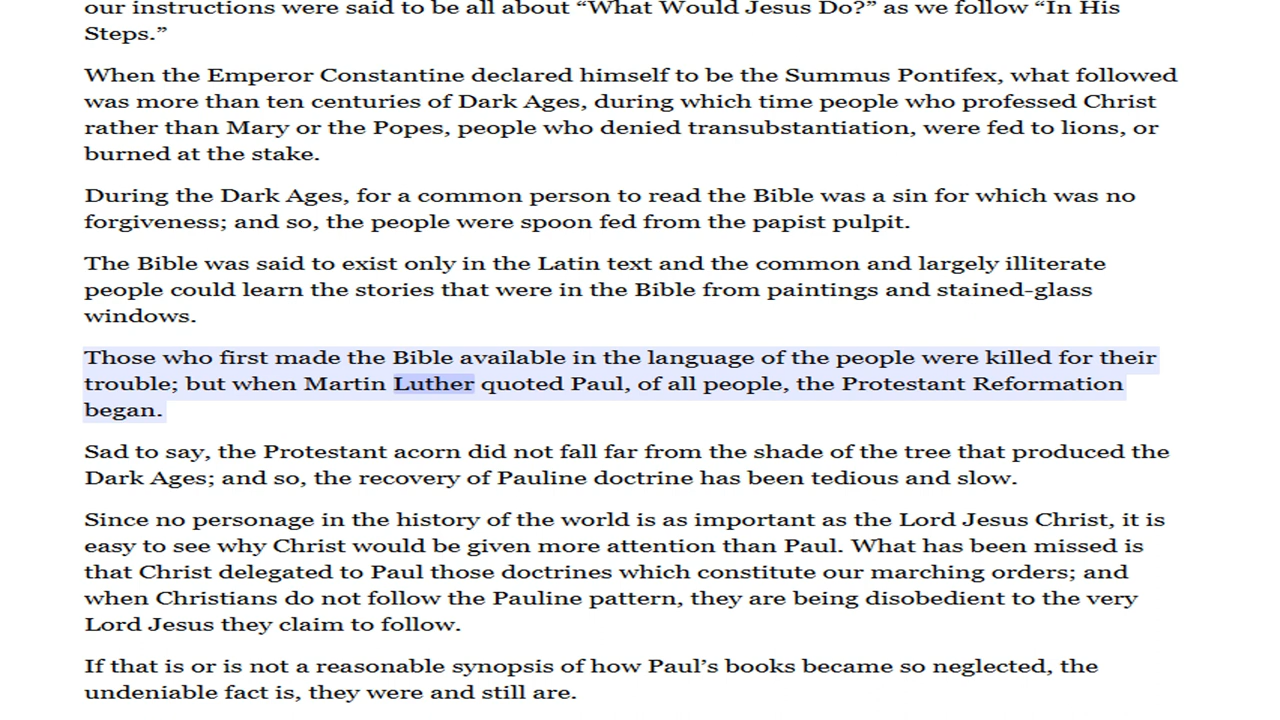 our instructions were said to be all about “What Would Jesus Do?” as we follow “In His
Steps.”
When the Emperor Constantine declared himself to be the Summus Pontifex, what followed
was more than ten centuries of Dark Ages, during which time people who professed Christ
rather than Mary or the Popes, people who denied transubstantiation, were fed to lions, or
burned at the stake.
During the Dark Ages, for a common person to read the Bible was a sin for which was no
forgiveness; and so, the people were spoon fed from the papist pulpit.
The Bible was said to exist only in the Latin text and the common and largely illiterate
people could learn the stories that were in the Bible from paintings and stained-glass
windows.
Those who first made the Bible available in the language of the people were killed for their
trouble; but when Martin Luther quoted Paul, of all people, the Protestant Reformation
began.
Sad to say, the Protestant acorn did not fall far from the shade of the tree that produced the
Dark Ages; and so, the recovery of Pauline doctrine has been tedious and slow.
Since no personage in the history of the world is as important as the Lord Jesus Christ, it is
easy to see why Christ would be given more attention than Paul. What has been missed is
that Christ delegated to Paul those doctrines which constitute our marching orders; and
when Christians do not follow the Pauline pattern, they are being disobedient to the very
Lord Jesus they claim to follow.
If that is or is not a reasonable synopsis of how Paul’s books became so neglected, the
undeniable fact is, they were and still are.